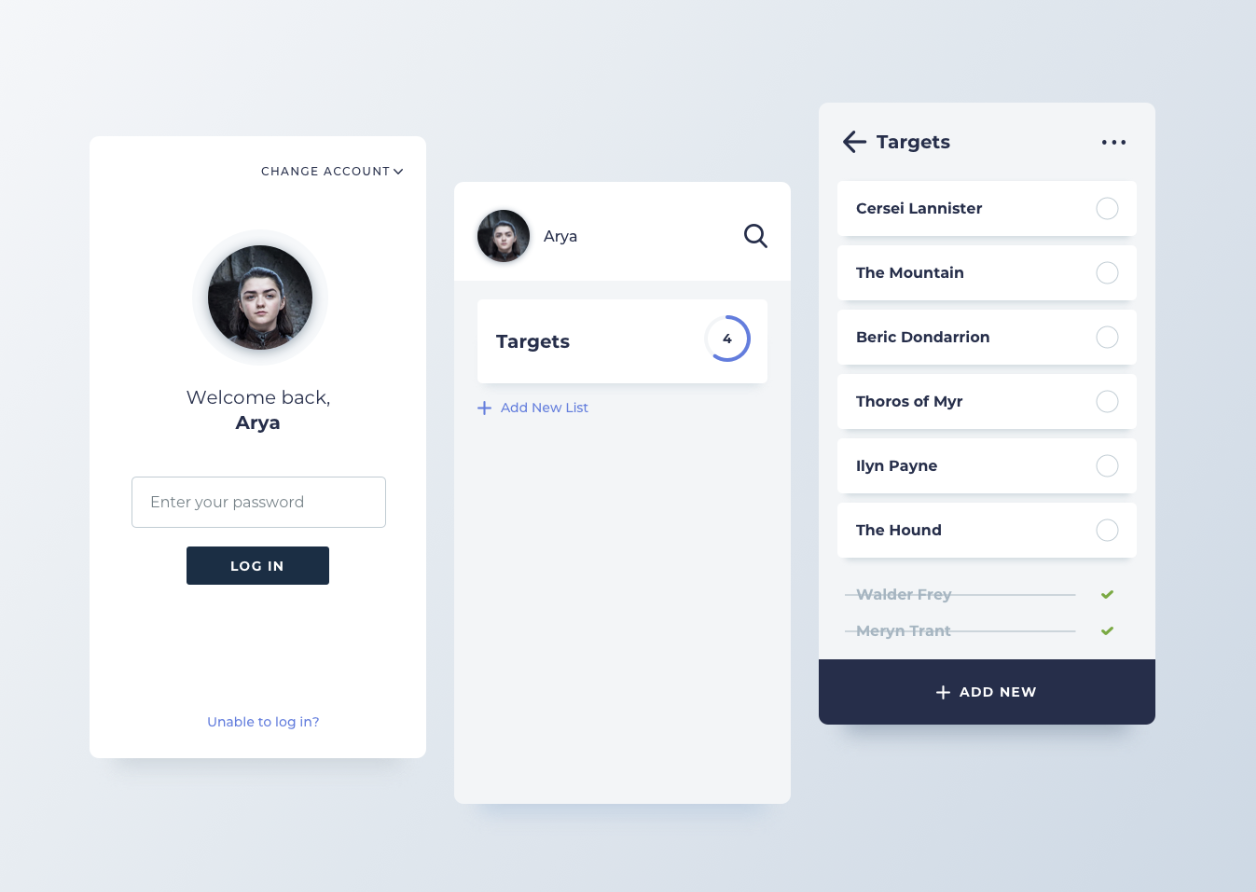 CHANGE ACCOUNT
Welcome back,
Arya
Enter your password
LOG IN
Unable to log in?
Arya
Targets
4
Add New List
Targets
Cersei Lannister
The Mountain
Beric Dondarrion
Thoros of Myr
Ilyn Payne
The Hound
Walder Frey
Meryn Trant
ADD NEW